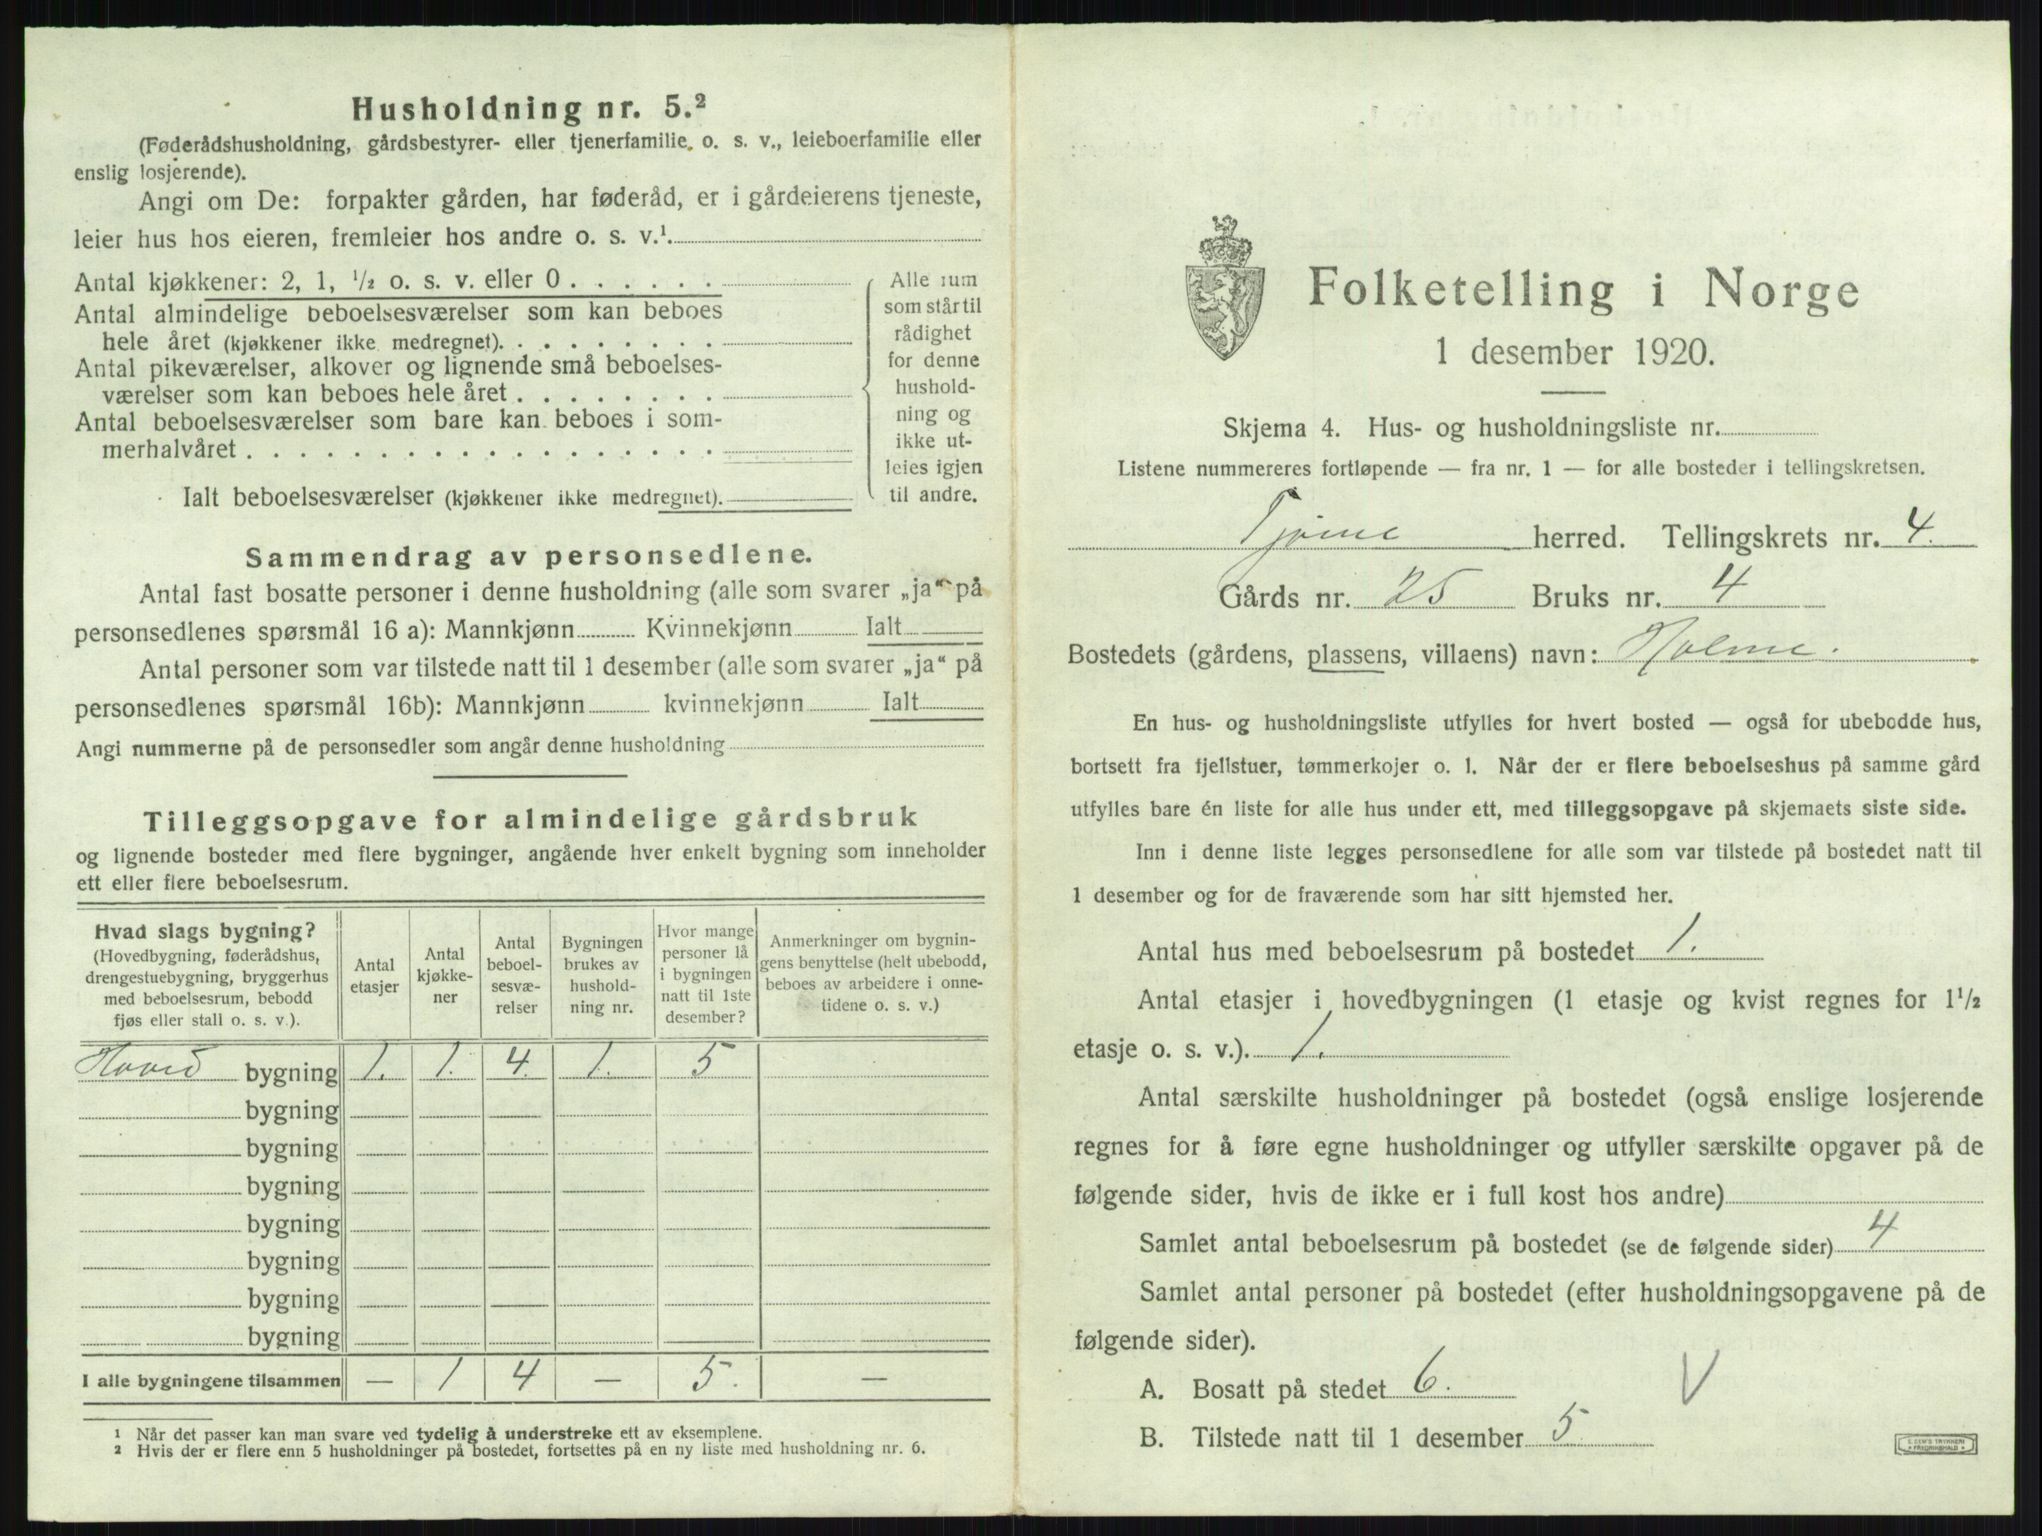 Husholdning nr. 5.²
(Føderådshusholdning, gårdsbestyrer- eller tjenerfamilie, o. s. v., leieboerfamilie eller
enslig losjerende).
Angi om De: forpakter gården, har føderåd, er i gårdeierens tjeneste,
leier hus hos eieren, fremleier hos andre o. s. v.¹
Antal kjøkkener: 2, 1, ½ o. s. v. eller 0
Antal almindelige beboelsesværelser som kan beboes
hele året (kjøkkener ikke medregnet).
Antal pikeværelser, alkover og lignende små beboelses-
værelser som kan beboes hele året
Antal beboelsesværelser som bare kan beboes i som-
merhalvåret
Ialt beboelsesværelser (kjøkkener ikke medregnet).
Alle rum
som står til
rådighet
for denne
hushold-
ning og
ikke ut-
leies igjen
til andre.
Sammendrag av personsedlene.
Antal fast bosatte personer i denne husholdning (alle som svarer „ja“ på
personsedlenes spørsmål 16 a): Mannkjønn Kvinnekjønn Ialt
Antal personer som var tilstede natt til 1 desember (alle som svarer „ja“ på
personsedlenes spørsmål 16b): Mannkjønn kvinnekjønn Ialt
Angi nummerne på de personsedler som angår denne husholdning
Tilleggsopgave for almindelige gårdsbruk
og lignende bosteder med flere bygninger, angående hver enkelt bygning som inneholder
ett eller flere beboelsesrum.
Hvad slags bygning?
(Hovedbygning, føderådshus,
drengestuebygning, bryggerhus
med beboelsesrum, bebodd
fjøs eller stall o. s. v.).
Antal
etasjer
Antal
kjøkke-
ner
Antal
beboel-
sesvæ-
relser
Bygningen
brukes av
hushold-
ning nr.
Hvor mange
personer lå
i bygningen
natt til 1ste
desember?
Anmerkninger om bygnin-
gens benyttelse (helt ubebodd,
beboes av arbeidere i onne-
tidene o. s. v.)
Hoved bygning 1. 1. 4. 1. 5
bygning
bygning
bygning
bygning
bygning
bygning
bygning
I alle bygningene tilsammen — 1 4 — 5. —
¹ Når det passer kan man svare ved tydelig å understreke ett av eksemplene.
² Hvis der er flere enn 5 husholdninger på bostedet, fortsettes på en ny liste med husholdning nr. 6.
Folketelling i Norge
1 desember 1920.
Skjema 4. Hus- og husholdningsliste nr.
Listene nummereres fortløpende — fra nr. 1 — for alle bosteder i tellingskretsen.
Tjøme herred. Tellingskrets nr. 4.
Gårds nr. 25 Bruks nr. 4
Bostedets (gårdens, plassens, villaens) navn: Holme.
En hus- og husholdningsliste utfylles for hvert bosted — også for ubebodde hus,
bortsett fra fjellstuer, tømmerkojer o. l. Når der er flere beboelseshus på samme gård
utfylles bare én liste for alle hus under ett, med tilleggsopgave på skjemaets siste side.
Inn i denne liste legges personsedlene for alle som var tilstede på bostedet natt til
1 desember og for de fraværende som har sitt hjemsted her.
Antal hus med beboelsesrum på bostedet 1.
Antal etasjer i hovedbygningen (1 etasje og kvist regnes for 1½
etasje o. s. v.). 1.
Antal særskilte husholdninger på bostedet (også enslige losjerende
regnes for å føre egne husholdninger og utfyller særskilte opgaver på de
følgende sider, hvis de ikke er i full kost hos andre)
Samlet antal beboelsesrum på bostedet (se de følgende sider) 4
Samlet antal personer på bostedet (efter husholdningsopgavene på de
følgende sider).
A. Bosatt på stedet 6.
B. Tilstede natt til 1 desember 5
V